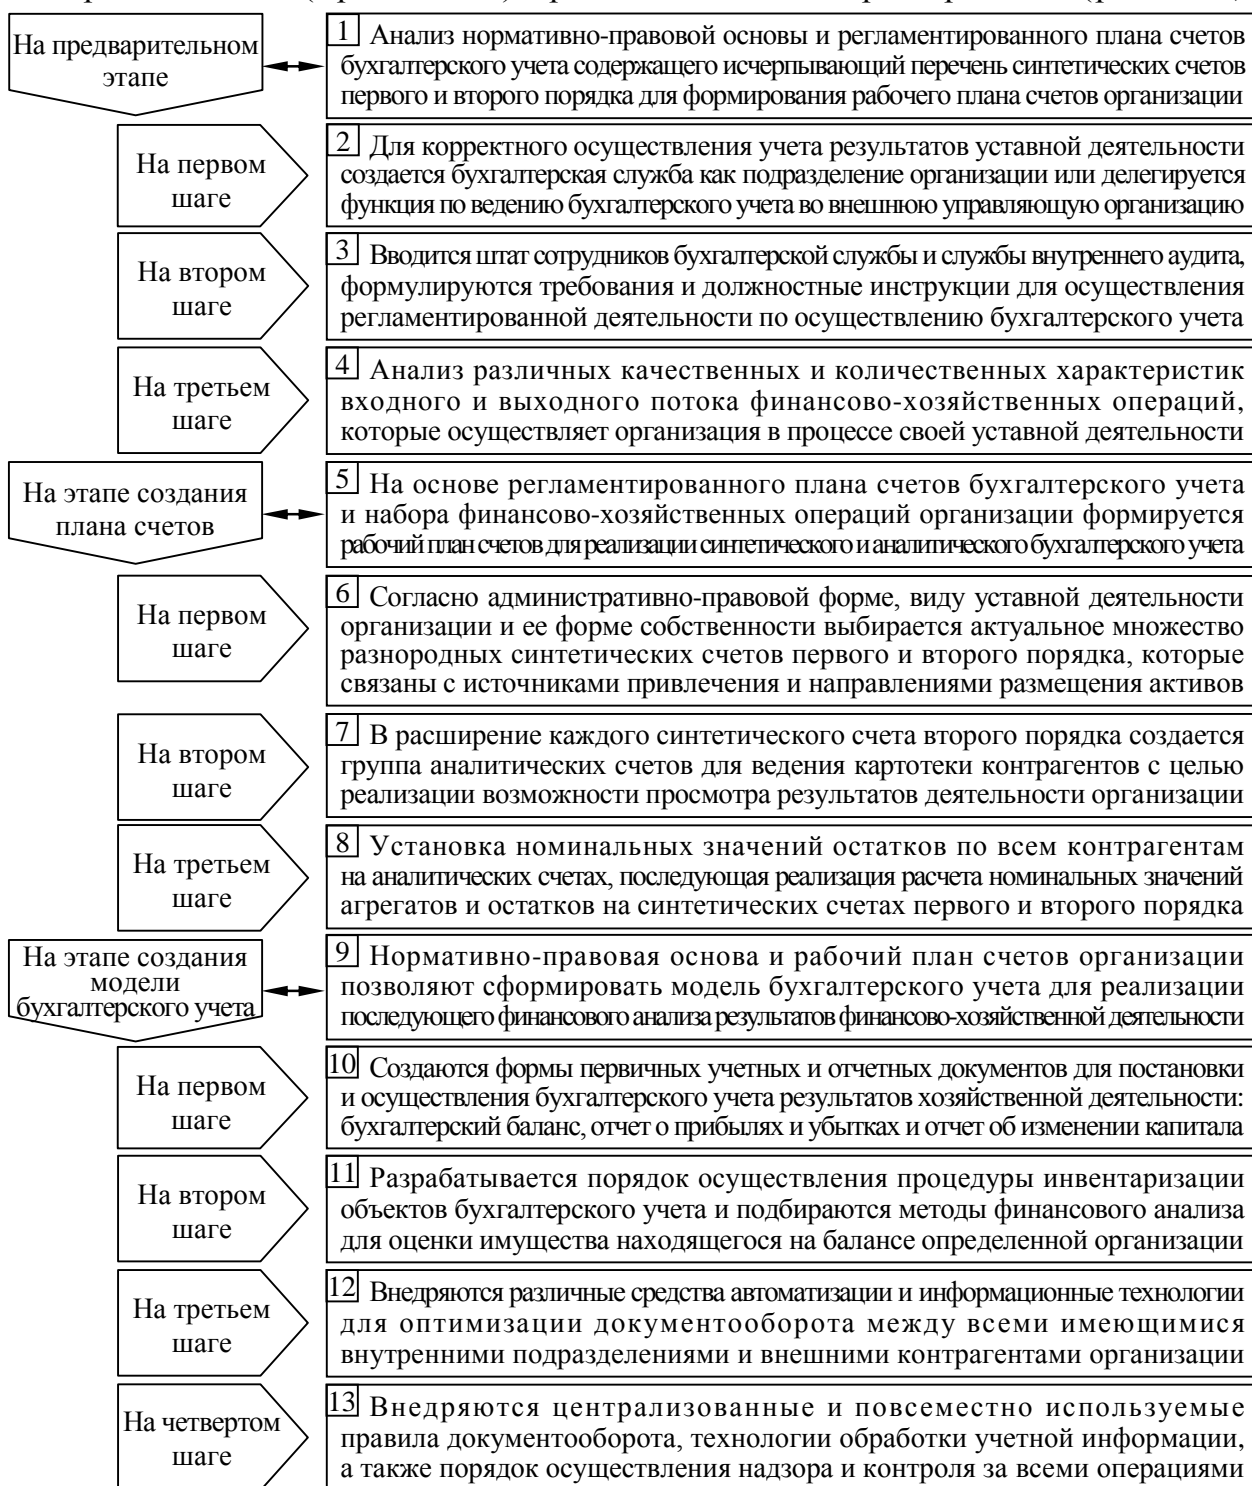 На предварительном
этапе
1 Анализ нормативно-правовой основы и регламентированного плана счетов
бухгалтерского учета содержащего исчерпывающий перечень синтетических счетов
первого и второго порядка для формирования рабочего плана счетов организации
На первом
шаге
2 Для корректного осуществления учета результатов уставной деятельности
создается бухгалтерская служба как подразделение организации или делегируется
функция по ведению бухгалтерского учета во внешнюю управляющую организацию
На втором
шаге
3 Вводится штат сотрудников бухгалтерской службы и службы внутреннего аудита,
формулируются требования и должностные инструкции для осуществления
регламентированной деятельности по осуществлению бухгалтерского учета
На третьем
шаге
4 Анализ различных качественных и количественных характеристик
входного и выходного потока финансово-хозяйственных операций,
которые осуществляет организация в процессе своей уставной деятельности
На этапе создания
плана счетов
5 На основе регламентированного плана счетов бухгалтерского учета
и набора финансово-хозяйственных операций организации формируется
рабочий план счетов для реализации синтетического и аналитического бухгалтерского учета
На первом
шаге
6 Согласно административно-правовой форме, виду уставной деятельности
организации и ее форме собственности выбирается актуальное множество
разнородных синтетических счетов первого и второго порядка, которые
связаны с источниками привлечения и направлениями размещения активов
На втором
шаге
7 В расширение каждого синтетического счета второго порядка создается
группа аналитических счетов для ведения картотеки контрагентов с целью
реализации возможности просмотра результатов деятельности организации
На третьем
шаге
8 Установка номинальных значений остатков по всем контрагентам
на аналитических счетах, последующая реализация расчета номинальных значений
агрегатов и остатков на синтетических счетах первого и второго порядка
На этапе создания
модели
бухгалтерского учета
9 Нормативно-правовая основа и рабочий план счетов организации
позволяют сформировать модель бухгалтерского учета для реализации
последующего финансового анализа результатов финансово-хозяйственной деятельности
На первом
шаге
10 Создаются формы первичных учетных и отчетных документов для постановки
и осуществления бухгалтерского учета результатов хозяйственной деятельности:
бухгалтерский баланс, отчет о прибылях и убытках и отчет об изменении капитала
На втором
шаге
11 Разрабатывается порядок осуществления процедуры инвентаризации
объектов бухгалтерского учета и подбираются методы финансового анализа
для оценки имущества находящегося на балансе определенной организации
На третьем
шаге
12 Внедряются различные средства автоматизации и информационные технологии
для оптимизации документооборота между всеми имеющимися
внутренними подразделениями и внешними контрагентами организации
На четвертом
шаге
13 Внедряются централизованные и повсеместно используемые
правила документооборота, технологии обработки учетной информации,
а также порядок осуществления надзора и контроля за всеми операциями